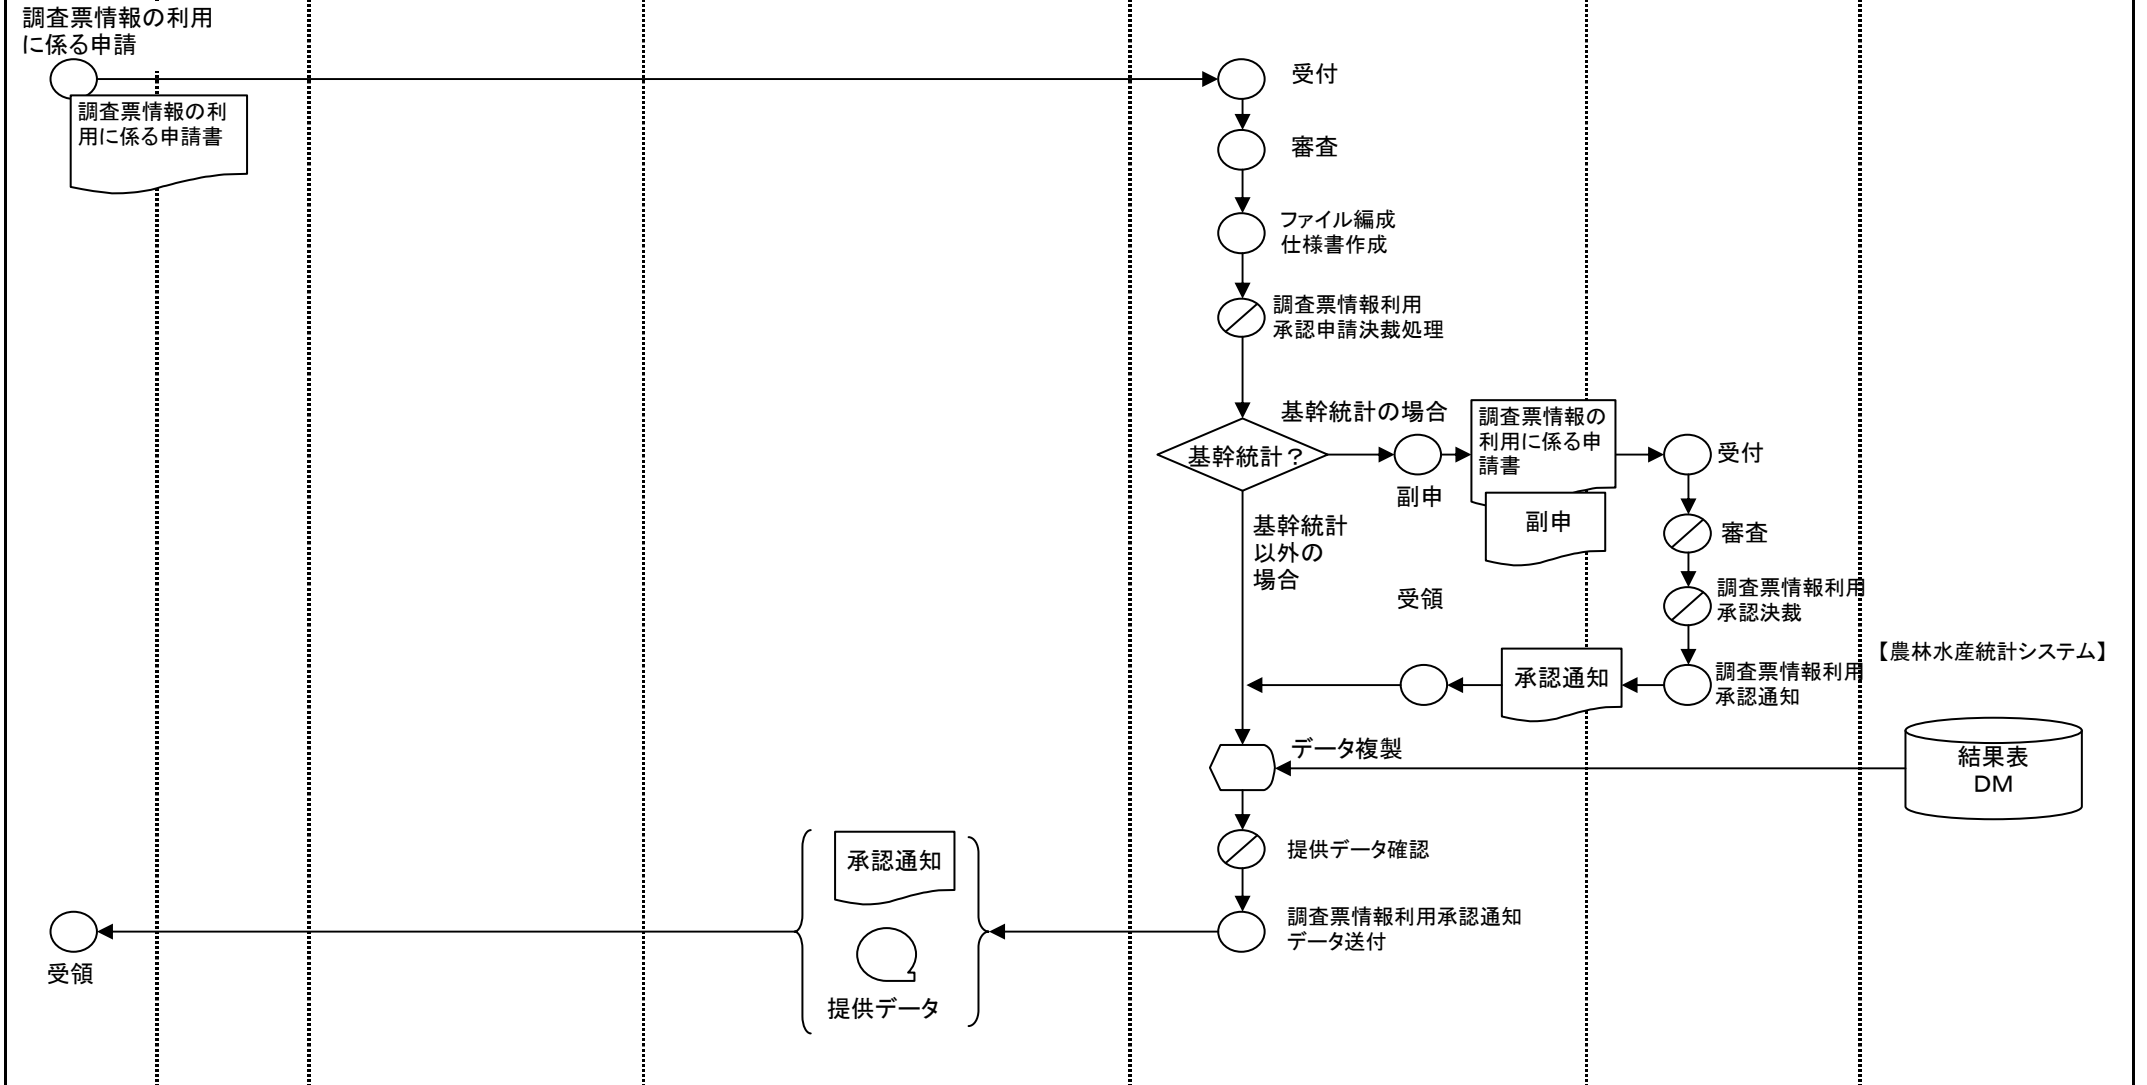 調査票情報の利用
に係る申請
調査票情報の利
用に係る申請書
受付
審査
ファイル編成
仕様書作成
調査票情報利用
承認申請決裁処理
基幹統計の場合
基幹統計？
副申
調査票情報の
利用に係る申
請書
副申
受付
基幹統計
以外の
場合
審査
受領
調査票情報利用
承認決裁
【農林水産統計システム】
承認通知
調査票情報利用
承認通知
データ複製
結果表
DM
承認通知
提供データ確認
調査票情報利用承認通知
データ送付
受領
提供データ